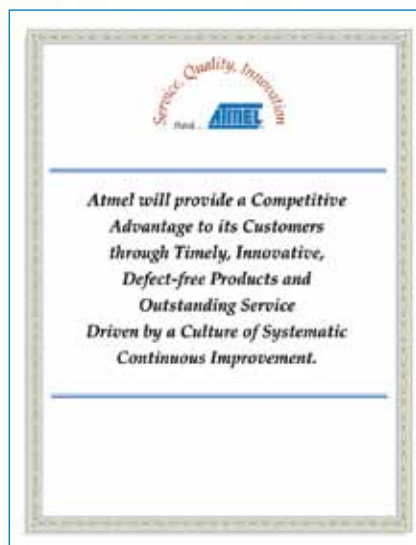 Service, Quality, Innovation
think...
ATMEL
Atmel will provide a Competitive
Advantage to its Customers
through Timely, Innovative,
Defect-free Products and
Outstanding Service
Driven by a Culture of Systematic
Continuous Improvement.